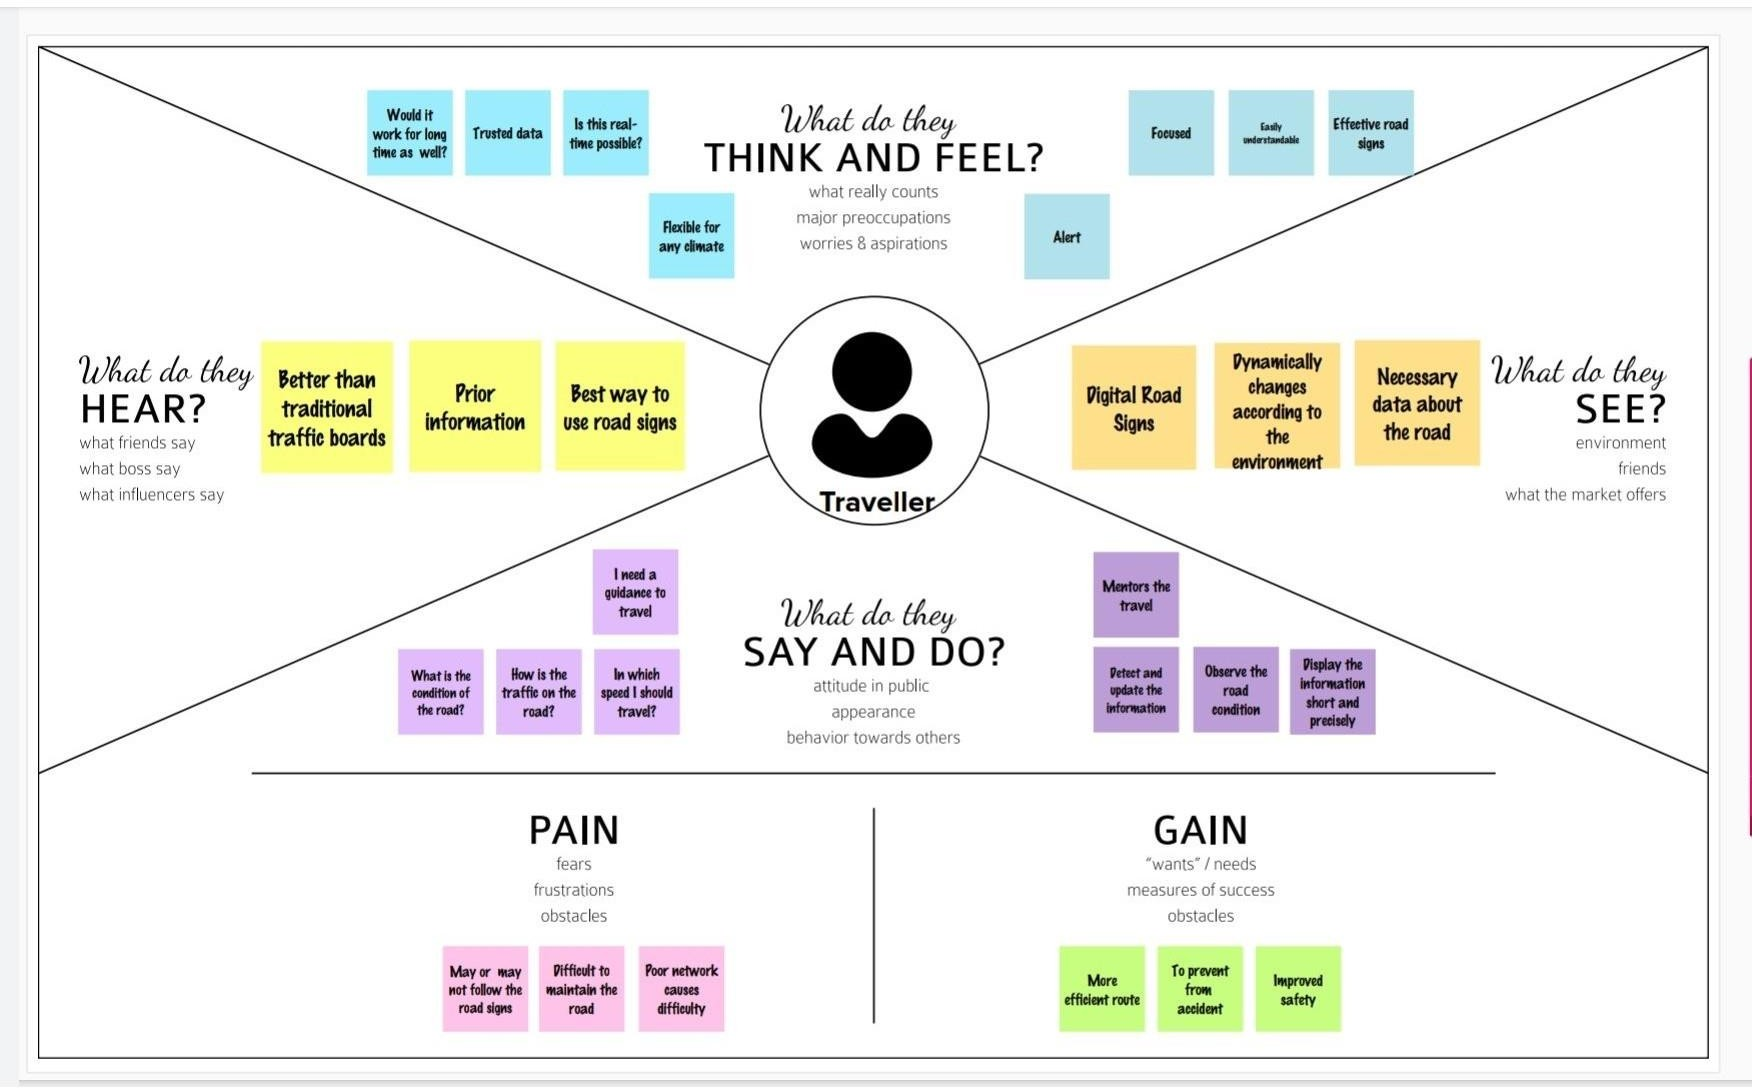 What do they
THINK AND FEEL?
what really counts
major preoccupations
worries & aspirations
Would it
work for long
time as well?
Trusted data
Is this real-
time possible?
Flexible for
any climate
Focused
Easily
understandable
Effective road
signs
Alert
What do they
HEAR?
what friends say
what boss say
what influencers say
Better than
traditional
traffic boards
Prior
information
Best way to
use road signs
Traveller
Digital Road
Signs
Dynamically
changes
according to
the
environment
Necessary
data about
the road
What do they
SEE?
environment
friends
what the market offers
I need a
guidance to
travel
What is the
condition of
the road?
How is the
traffic on the
road?
In which
speed I should
travel?
What do they
SAY AND DO?
attitude in public
appearance
behavior towards others
Mentors the
travel
Detect and
update the
information
Observe the
road
condition
Display the
information
short and
precisely
PAIN
fears
frustrations
obstacles
May or may
not follow the
road signs
Difficult to
maintain the
road
Poor network
causes
difficulty
GAIN
“wants” / needs
measures of success
obstacles
More
efficient route
To prevent
from
accident
Improved
safety